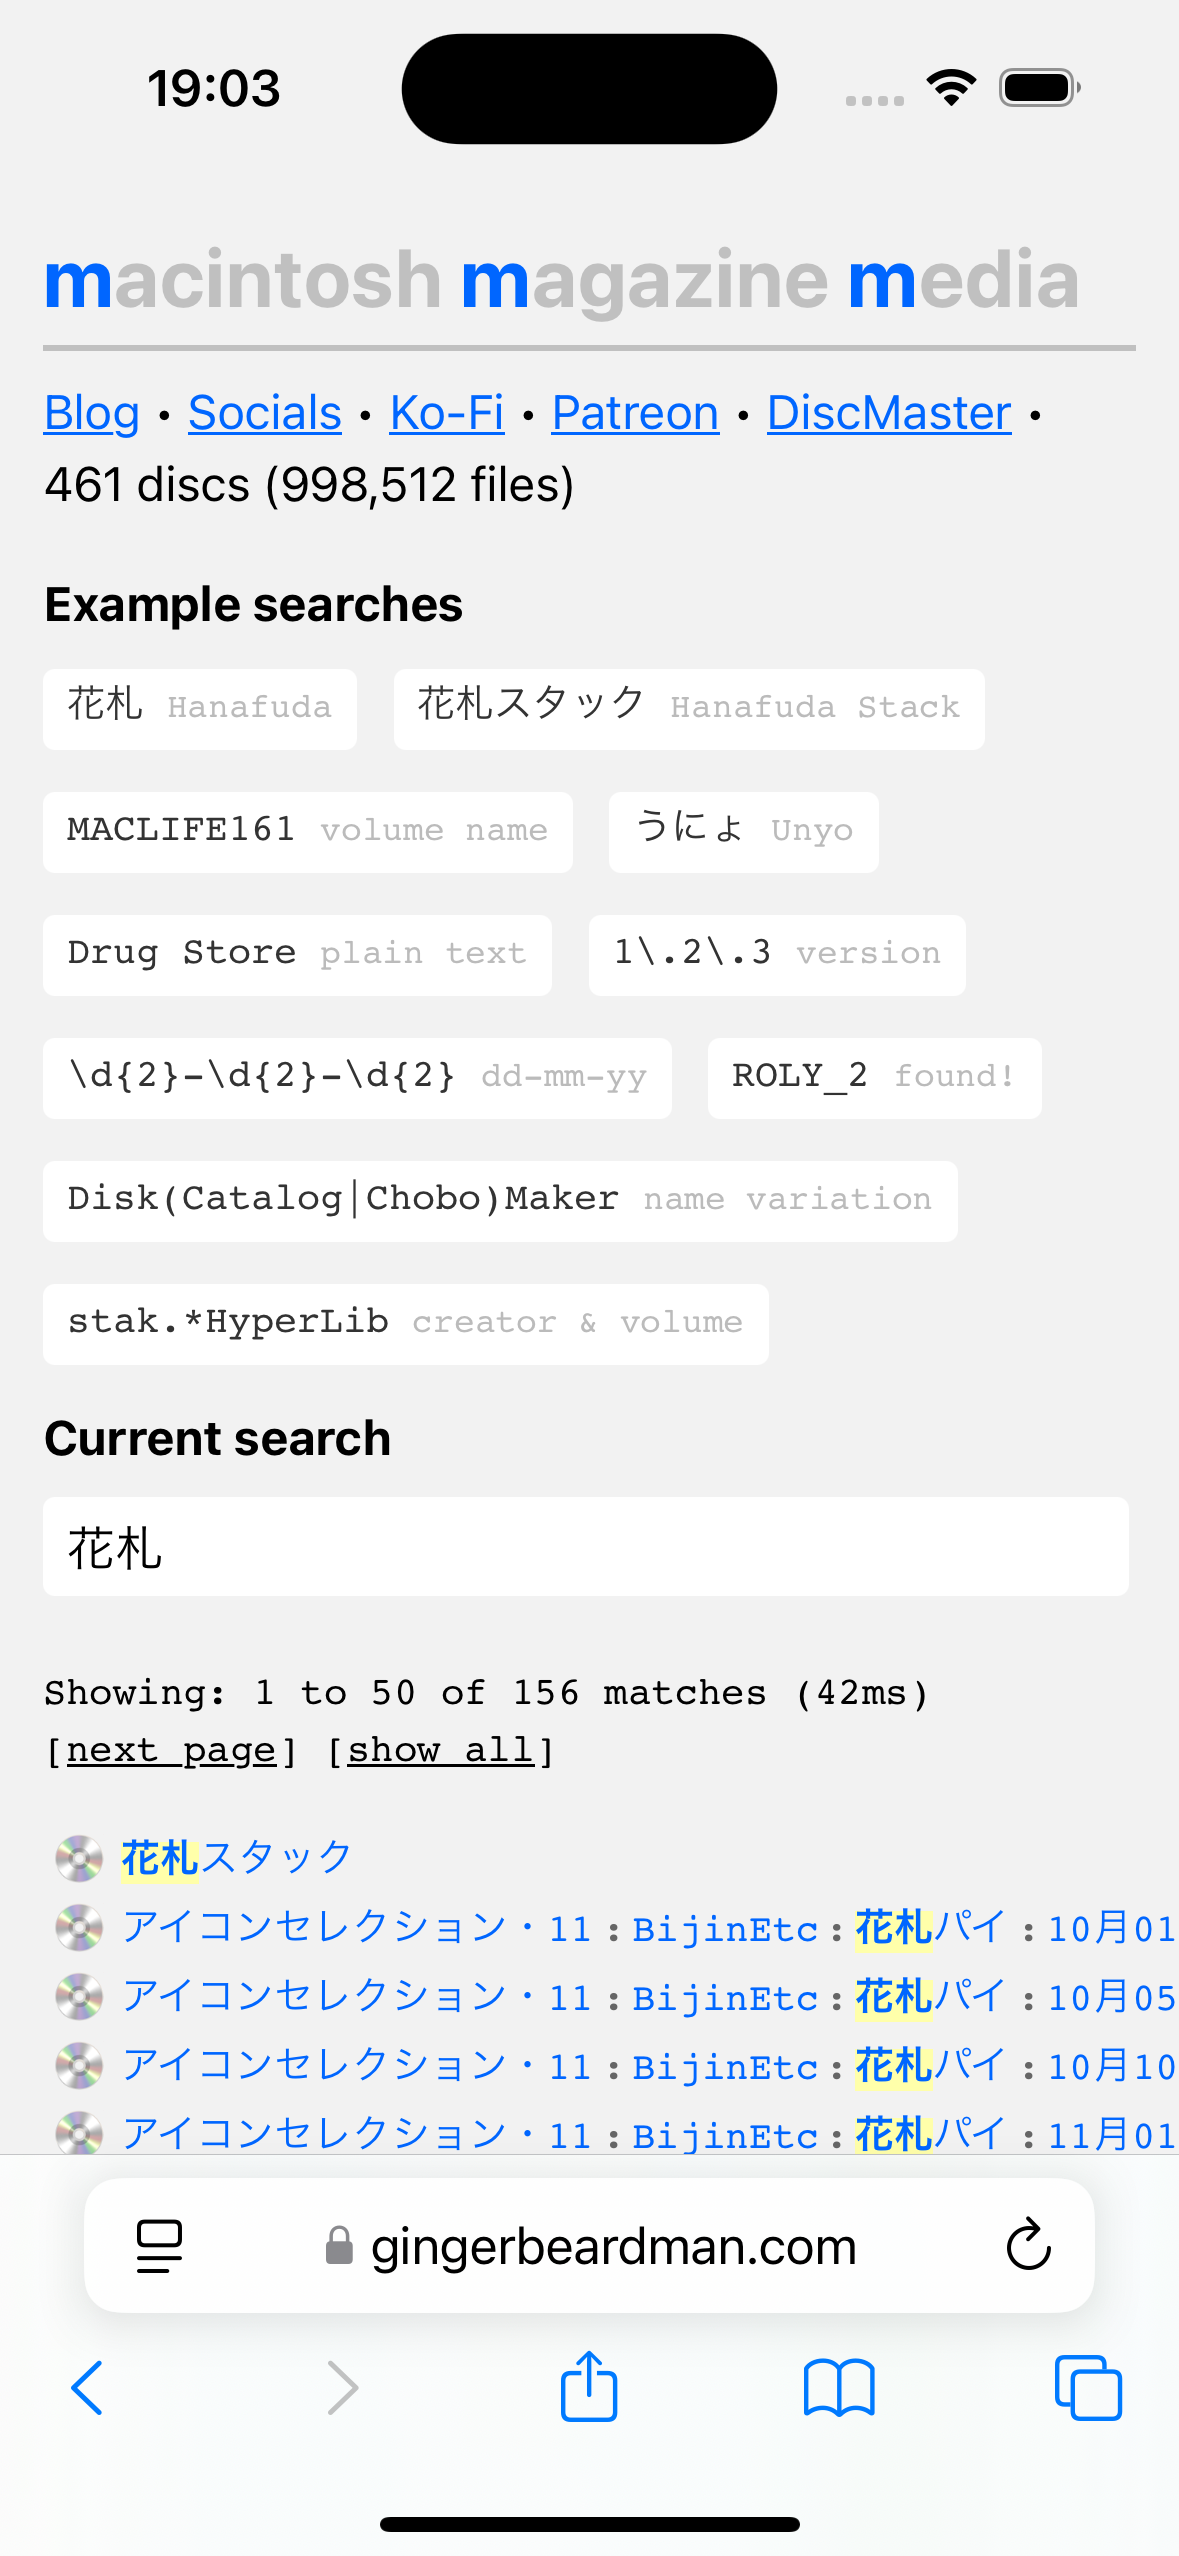 19:03
macintosh magazine media
Blog • Socials • Ko-Fi • Patreon • DiscMaster •
461 discs (998,512 files)
Example searches
花札 Hanafuda 花札スタック Hanafuda Stack
MACLIFE161 volume name うにょ Unyo
Drug Store plain text 1\.2\.3 version
\d{2}-\d{2}-\d{2} dd-mm-yy ROLY_2 found!
Disk(Catalog|Chobo)Maker name variation
stak.*HyperLib creator & volume
Current search
花札
Showing: 1 to 50 of 156 matches (42ms)
[next page] [show all]
花札スタック
アイコンセレクション・11:BijinEtc:花札パイ:10月01
アイコンセレクション・11:BijinEtc:花札パイ:10月05
アイコンセレクション・11:BijinEtc:花札パイ:10月10
アイコンセレクション・11:BijinEtc:花札パイ:11月01
gingerbeardman.com